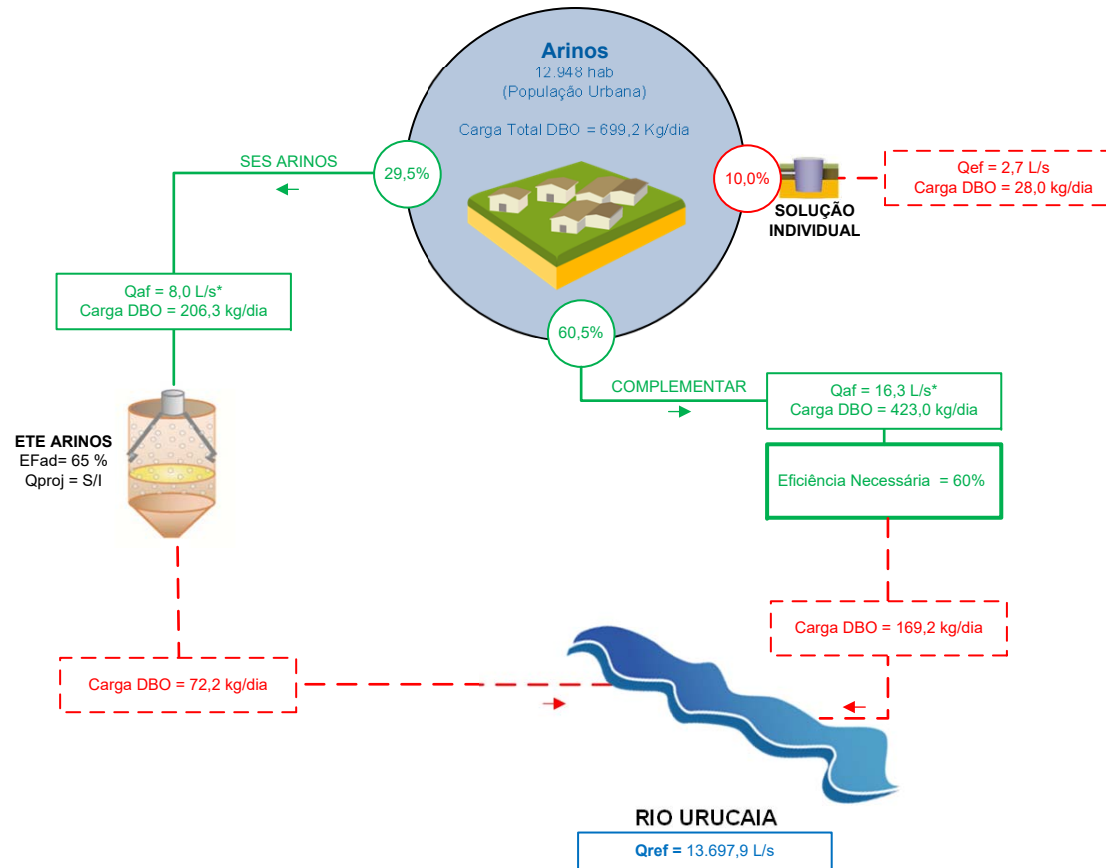 Arinos
12.948 hab
(População Urbana)
Carga Total DBO = 699,2 Kg/dia
SES ARINOS
29,5%
10,0%
SOLUÇÃO
INDIVIDUAL
Qef = 2,7 L/s
Carga DBO = 28,0 kg/dia
Qaf = 8,0 L/s*
Carga DBO = 206,3 kg/dia
60,5%
COMPLEMENTAR
Qaf = 16,3 L/s*
Carga DBO = 423,0 kg/dia
ETE ARINOS
EFad= 65 %
Qproj = S/I
Eficiência Necessária = 60%
Carga DBO = 169,2 kg/dia
Carga DBO = 72,2 kg/dia
RIO URUCAIA
Qref = 13.697,9 L/s